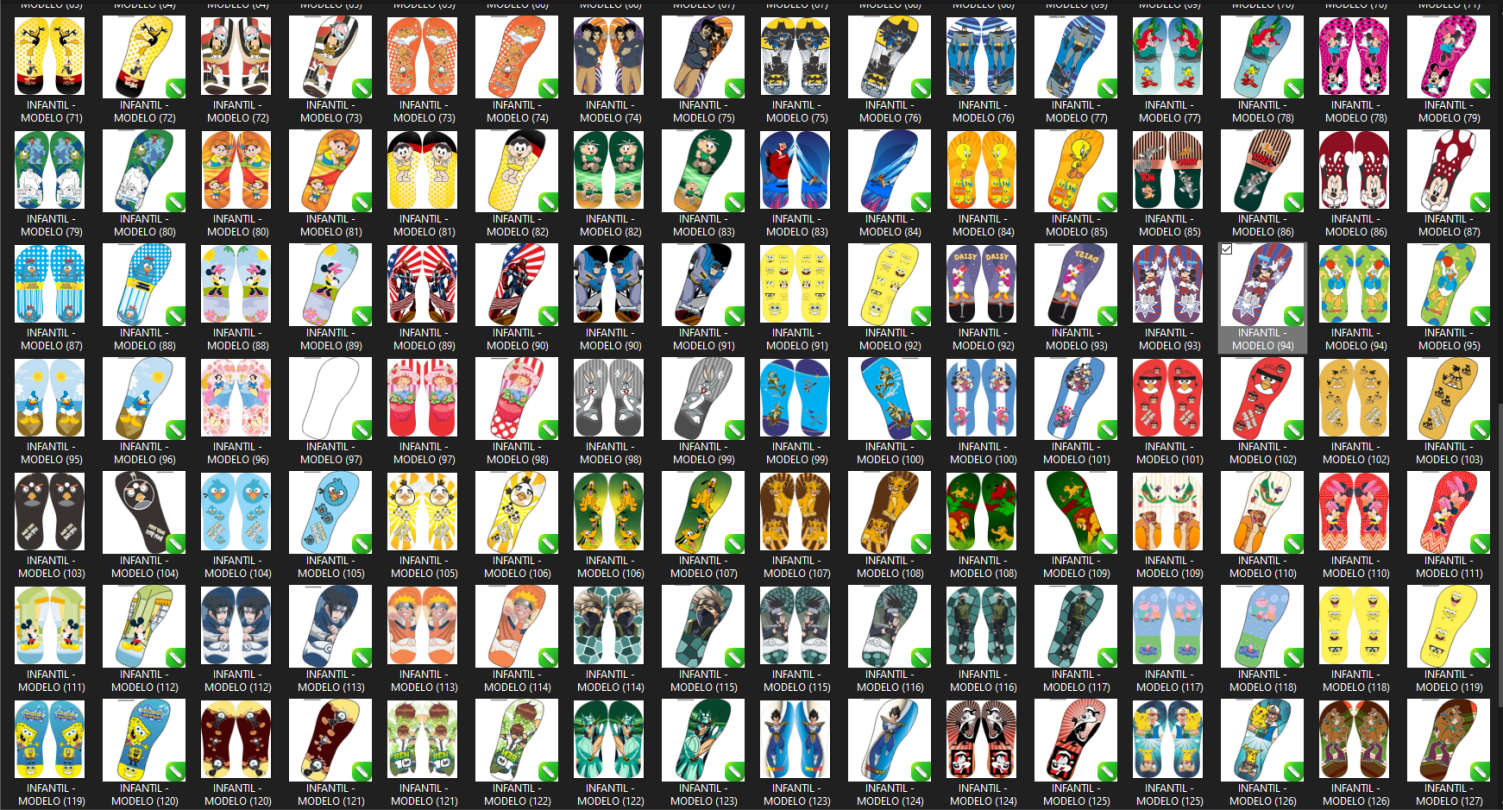 INFANTIL - INFANTIL - INFANTIL - INFANTIL - INFANTIL - INFANTIL - INFANTIL - INFANTIL - INFANTIL - INFANTIL - INFANTIL - INFANTIL - INFANTIL - INFANTIL - INFANTIL - INFANTIL -
MODELO (71) MODELO (72) MODELO (72) MODELO (73) MODELO (73) MODELO (74) MODELO (74) MODELO (75) MODELO (75) MODELO (76) MODELO (76) MODELO (77) MODELO (77) MODELO (78) MODELO (78) MODELO (79)
INFANTIL - INFANTIL - INFANTIL - INFANTIL - INFANTIL - INFANTIL - INFANTIL - INFANTIL - INFANTIL - INFANTIL - INFANTIL - INFANTIL - INFANTIL - INFANTIL - INFANTIL - INFANTIL -
MODELO (79) MODELO (80) MODELO (80) MODELO (81) MODELO (81) MODELO (82) MODELO (82) MODELO (83) MODELO (83) MODELO (84) MODELO (84) MODELO (85) MODELO (85) MODELO (86) MODELO (86) MODELO (87)
DAISY DAISY DAISY
INFANTIL - INFANTIL - INFANTIL - INFANTIL - INFANTIL - INFANTIL - INFANTIL - INFANTIL - INFANTIL - INFANTIL - INFANTIL - INFANTIL - INFANTIL - INFANTIL - INFANTIL - INFANTIL -
MODELO (87) MODELO (88) MODELO (88) MODELO (89) MODELO (89) MODELO (90) MODELO (90) MODELO (91) MODELO (91) MODELO (92) MODELO (92) MODELO (93) MODELO (93) MODELO (94) MODELO (94) MODELO (95)
INFANTIL - INFANTIL - INFANTIL - INFANTIL - INFANTIL - INFANTIL - INFANTIL - INFANTIL - INFANTIL - INFANTIL - INFANTIL - INFANTIL - INFANTIL - INFANTIL - INFANTIL - INFANTIL -
MODELO (95) MODELO (96) MODELO (96) MODELO (97) MODELO (97) MODELO (98) MODELO (98) MODELO (99) MODELO (99) MODELO (100) MODELO (100) MODELO (101) MODELO (101) MODELO (102) MODELO (102) MODELO (103)
INFANTIL - INFANTIL - INFANTIL - INFANTIL - INFANTIL - INFANTIL - INFANTIL - INFANTIL - INFANTIL - INFANTIL - INFANTIL - INFANTIL - INFANTIL - INFANTIL - INFANTIL - INFANTIL -
MODELO (103) MODELO (104) MODELO (104) MODELO (105) MODELO (105) MODELO (106) MODELO (106) MODELO (107) MODELO (107) MODELO (108) MODELO (108) MODELO (109) MODELO (109) MODELO (110) MODELO (110) MODELO (111)
INFANTIL - INFANTIL - INFANTIL - INFANTIL - INFANTIL - INFANTIL - INFANTIL - INFANTIL - INFANTIL - INFANTIL - INFANTIL - INFANTIL - INFANTIL - INFANTIL - INFANTIL - INFANTIL -
MODELO (111) MODELO (112) MODELO (112) MODELO (113) MODELO (113) MODELO (114) MODELO (114) MODELO (115) MODELO (115) MODELO (116) MODELO (116) MODELO (117) MODELO (117) MODELO (118) MODELO (118) MODELO (119)
INFANTIL - INFANTIL - INFANTIL - INFANTIL - INFANTIL - INFANTIL - INFANTIL - INFANTIL - INFANTIL - INFANTIL - INFANTIL - INFANTIL - INFANTIL - INFANTIL - INFANTIL - INFANTIL -
MODELO (119) MODELO (120) MODELO (120) MODELO (121) MODELO (121) MODELO (122) MODELO (122) MODELO (123) MODELO (123) MODELO (124) MODELO (124) MODELO (125) MODELO (125) MODELO (126) MODELO (126) MODELO (127)